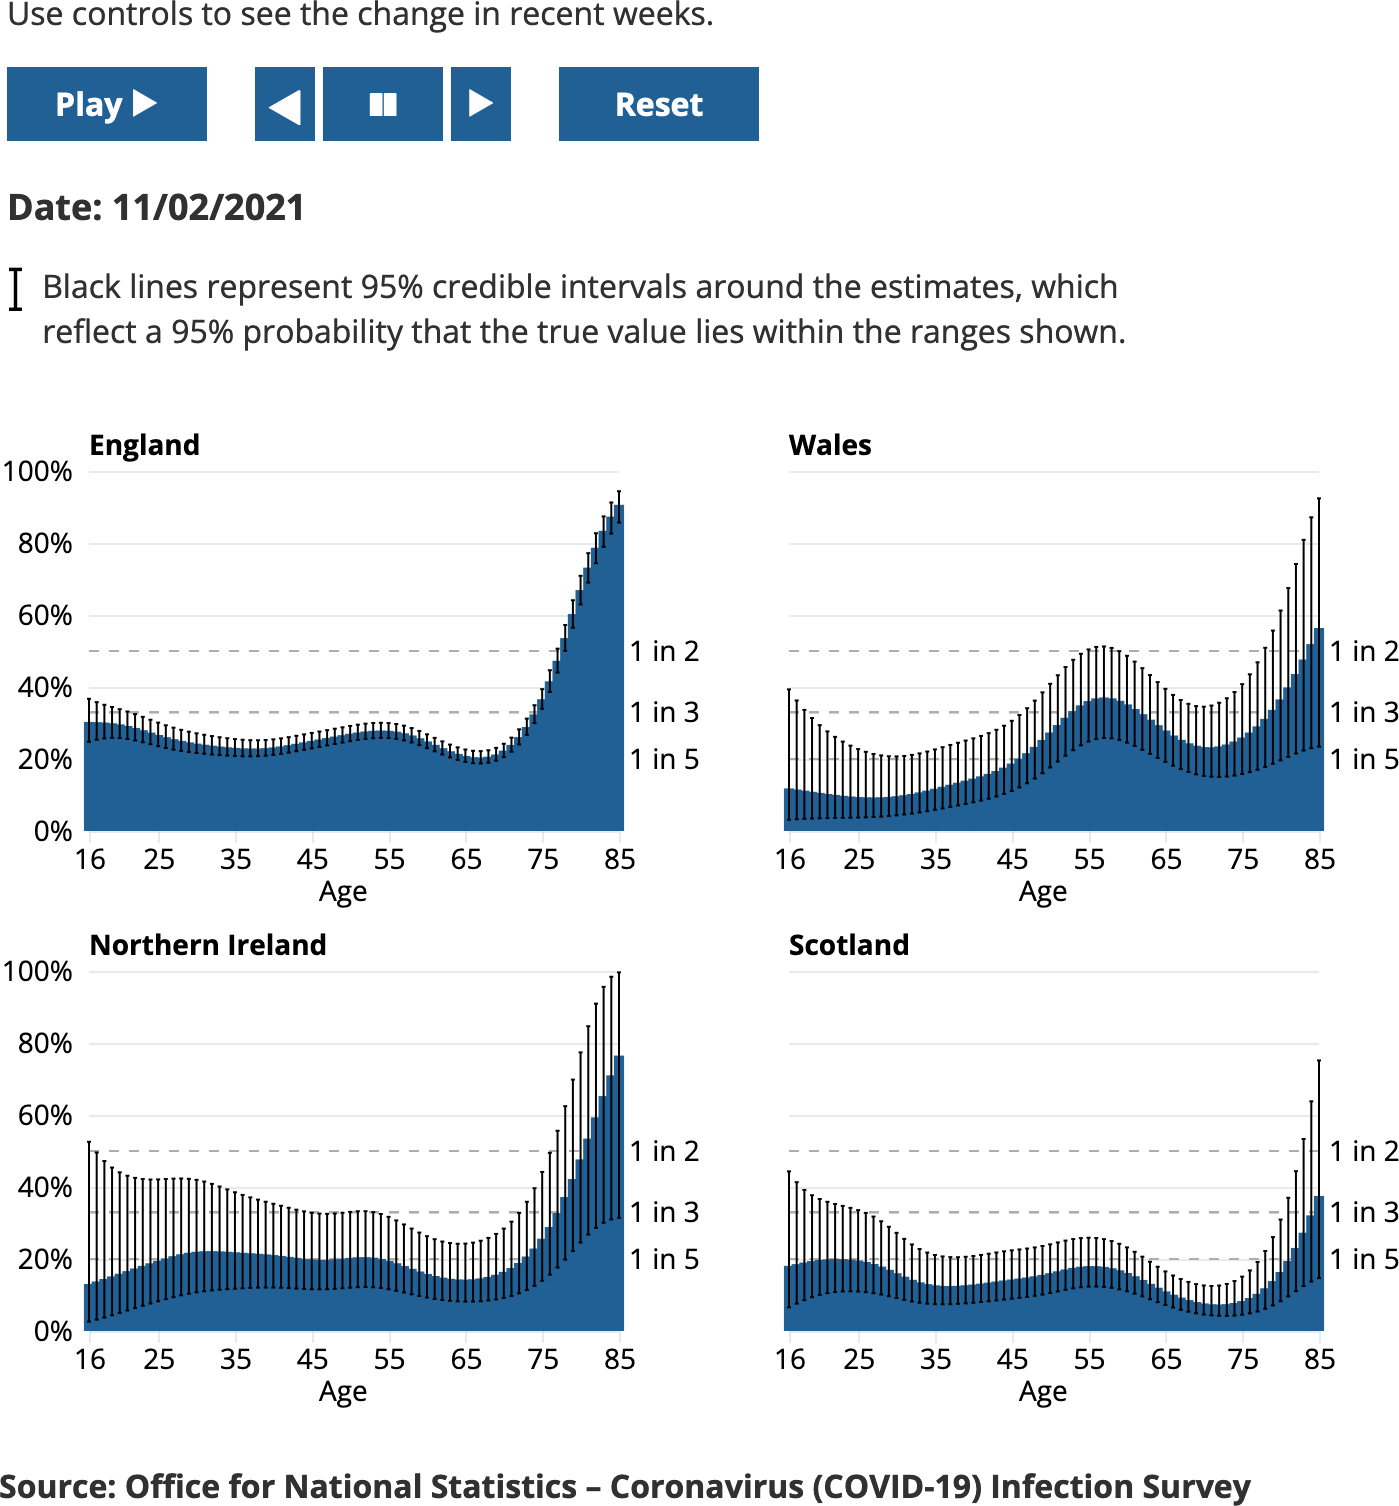 Use controls to see the change in recent weeks.
Play
Reset
Date: 11/02/2021
Black lines represent 95% credible intervals around the estimates, which
reflect a 95% probability that the true value lies within the ranges shown.
England
100%
80%
60%
40%
20%
0%
1 in 2
1 in 3
1 in 5
16 25 35 45 55 65 75 85
Age
Wales
1 in 2
1 in 3
1 in 5
16 25 35 45 55 65 75 85
Age
Northern Ireland
100%
80%
60%
40%
20%
0%
1 in 2
1 in 3
1 in 5
16 25 35 45 55 65 75 85
Age
Scotland
1 in 2
1 in 3
1 in 5
16 25 35 45 55 65 75 85
Age
Source: Office for National Statistics – Coronavirus (COVID-19) Infection Survey